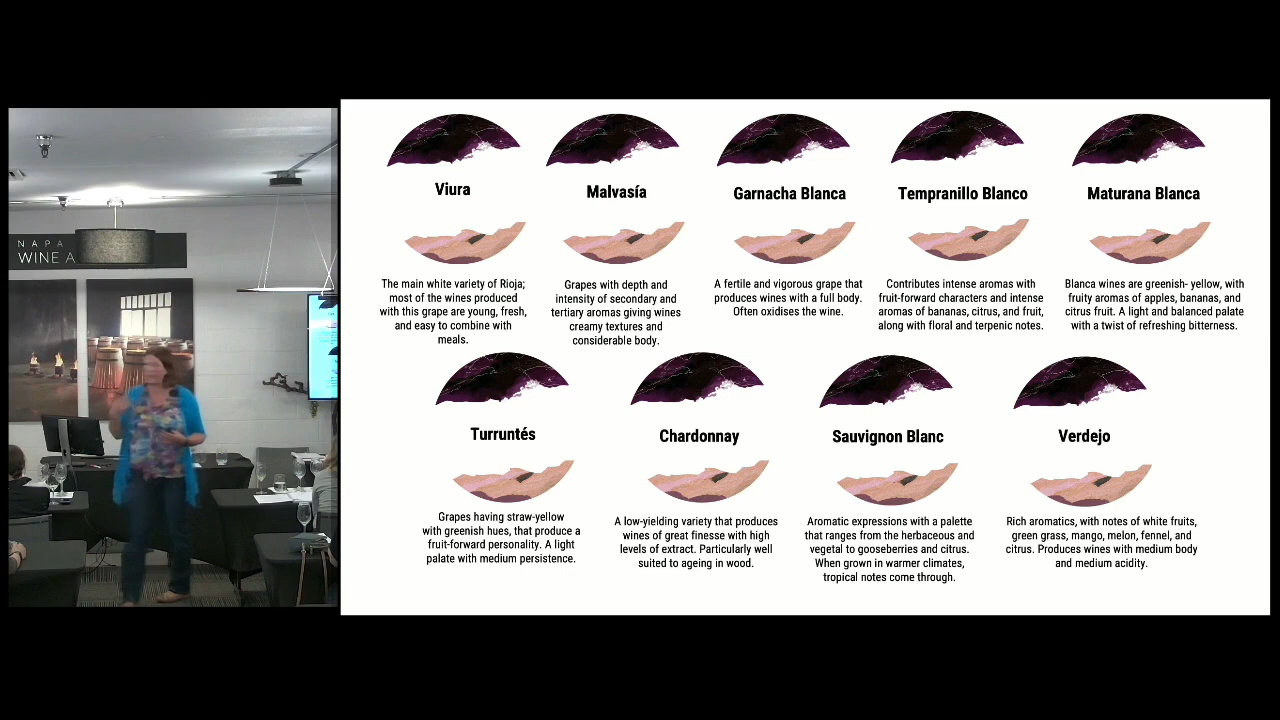 NAPA
WINE A
Viura
Malvasía
Garnacha Blanca
Tempranillo Blanco
Maturana Blanca
The main white variety of Rioja;
most of the wines produced
with this grape are young, fresh,
and easy to combine with
meals.
Grapes with depth and
intensity of secondary and
tertiary aromas giving wines
creamy textures and
considerable body.
A fertile and vigorous grape that
produces wines with a full body.
Often oxidises the wine.
Contributes intense aromas with
fruit-forward characters and intense
aromas of bananas, citrus, and fruit,
along with floral and terpenic notes.
Blanca wines are greenish- yellow, with
fruity aromas of apples, bananas, and
citrus fruit. A light and balanced palate
with a twist of refreshing bitterness.
Turruntés
Chardonnay
Sauvignon Blanc
Verdejo
Grapes having straw-yellow
with greenish hues, that produce a
fruit-forward personality. A light
palate with medium persistence.
A low-yielding variety that produces
wines of great finesse with high
levels of extract. Particularly well
suited to ageing in wood.
Aromatic expressions with a palette
that ranges from the herbaceous and
vegetal to gooseberries and citrus.
When grown in warmer climates,
tropical notes come through.
Rich aromatics, with notes of white fruits,
green grass, mango, melon, fennel, and
citrus. Produces wines with medium body
and medium acidity.